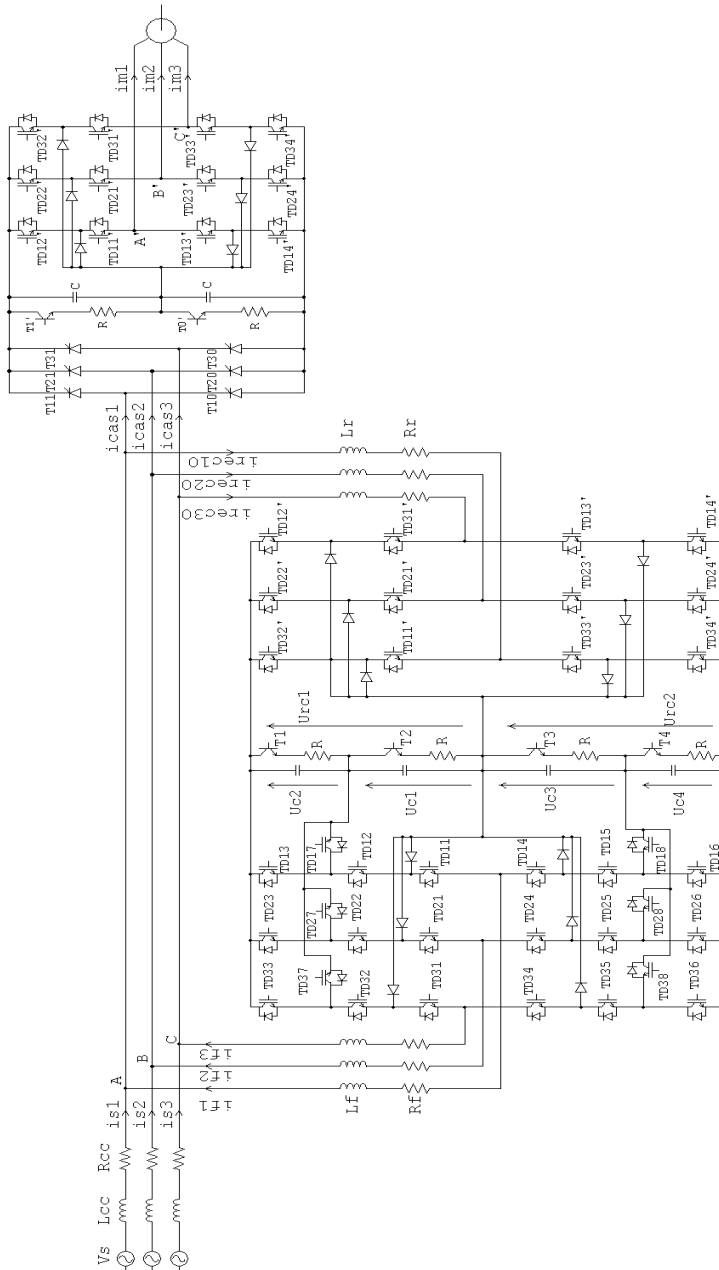 im1
im2
im3
TD32'
TD31'
TD33'
TD34'
C'
TD22'
TD21'
TD23'
TD24'
B'
TD12'
TD11'
TD13'
TD14'
A'
C
C
T1'
R
T0'
R
T31
T30
T21
T20
T11
T10
icas1
icas2
icas3
irec10
irec20
irec30
Lr
Rr
TD12'
TD31'
TD13'
TD14'
TD22'
TD21'
TD23'
TD24'
TD32'
TD11'
TD33'
TD34'
Urc1
Urc2
T1
R
T2
R
T3
R
T4
R
Uc2
Uc1
Uc3
Uc4
TD13
TD17
TD12
TD11
TD14
TD15
TD18
TD16
TD23
TD27
TD22
TD21
TD24
TD25
TD28
TD26
TD33
TD37
TD32
TD31
TD34
TD35
TD38
TD36
A
B
C
if1
if2
if3
Lf
Rf
is1
is2
is3
Rcc
Lcc
Vs